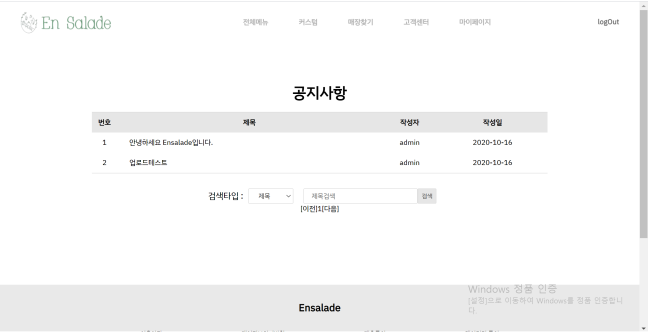 En Salade
전체메뉴 커스텀 매장찾기 고객센터 마이페이지 logOut
공지사항
번호 제목 작성자 작성일
1 안녕하세요 Ensalade입니다. admin 2020-10-16
2 업로드테스트 admin 2020-10-16
검색타입 : 제목 제목검색 검색
[이전]1[다음]
Windows 정품 인증
[설정]으로 이동하여 Windows를 정품 인증합니
다.
Ensalade